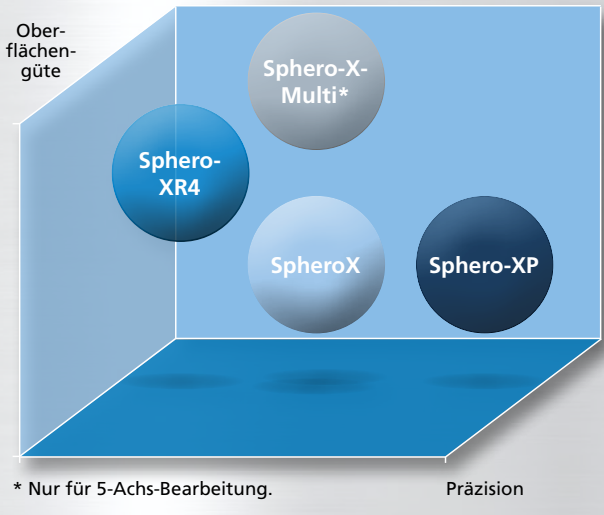 Ober-
flächen-
güte
Sphero-X-
Multi*
Sphero-
XR4
SpheroX
Sphero-XP
* Nur für 5-Achs-Bearbeitung.
Präzision